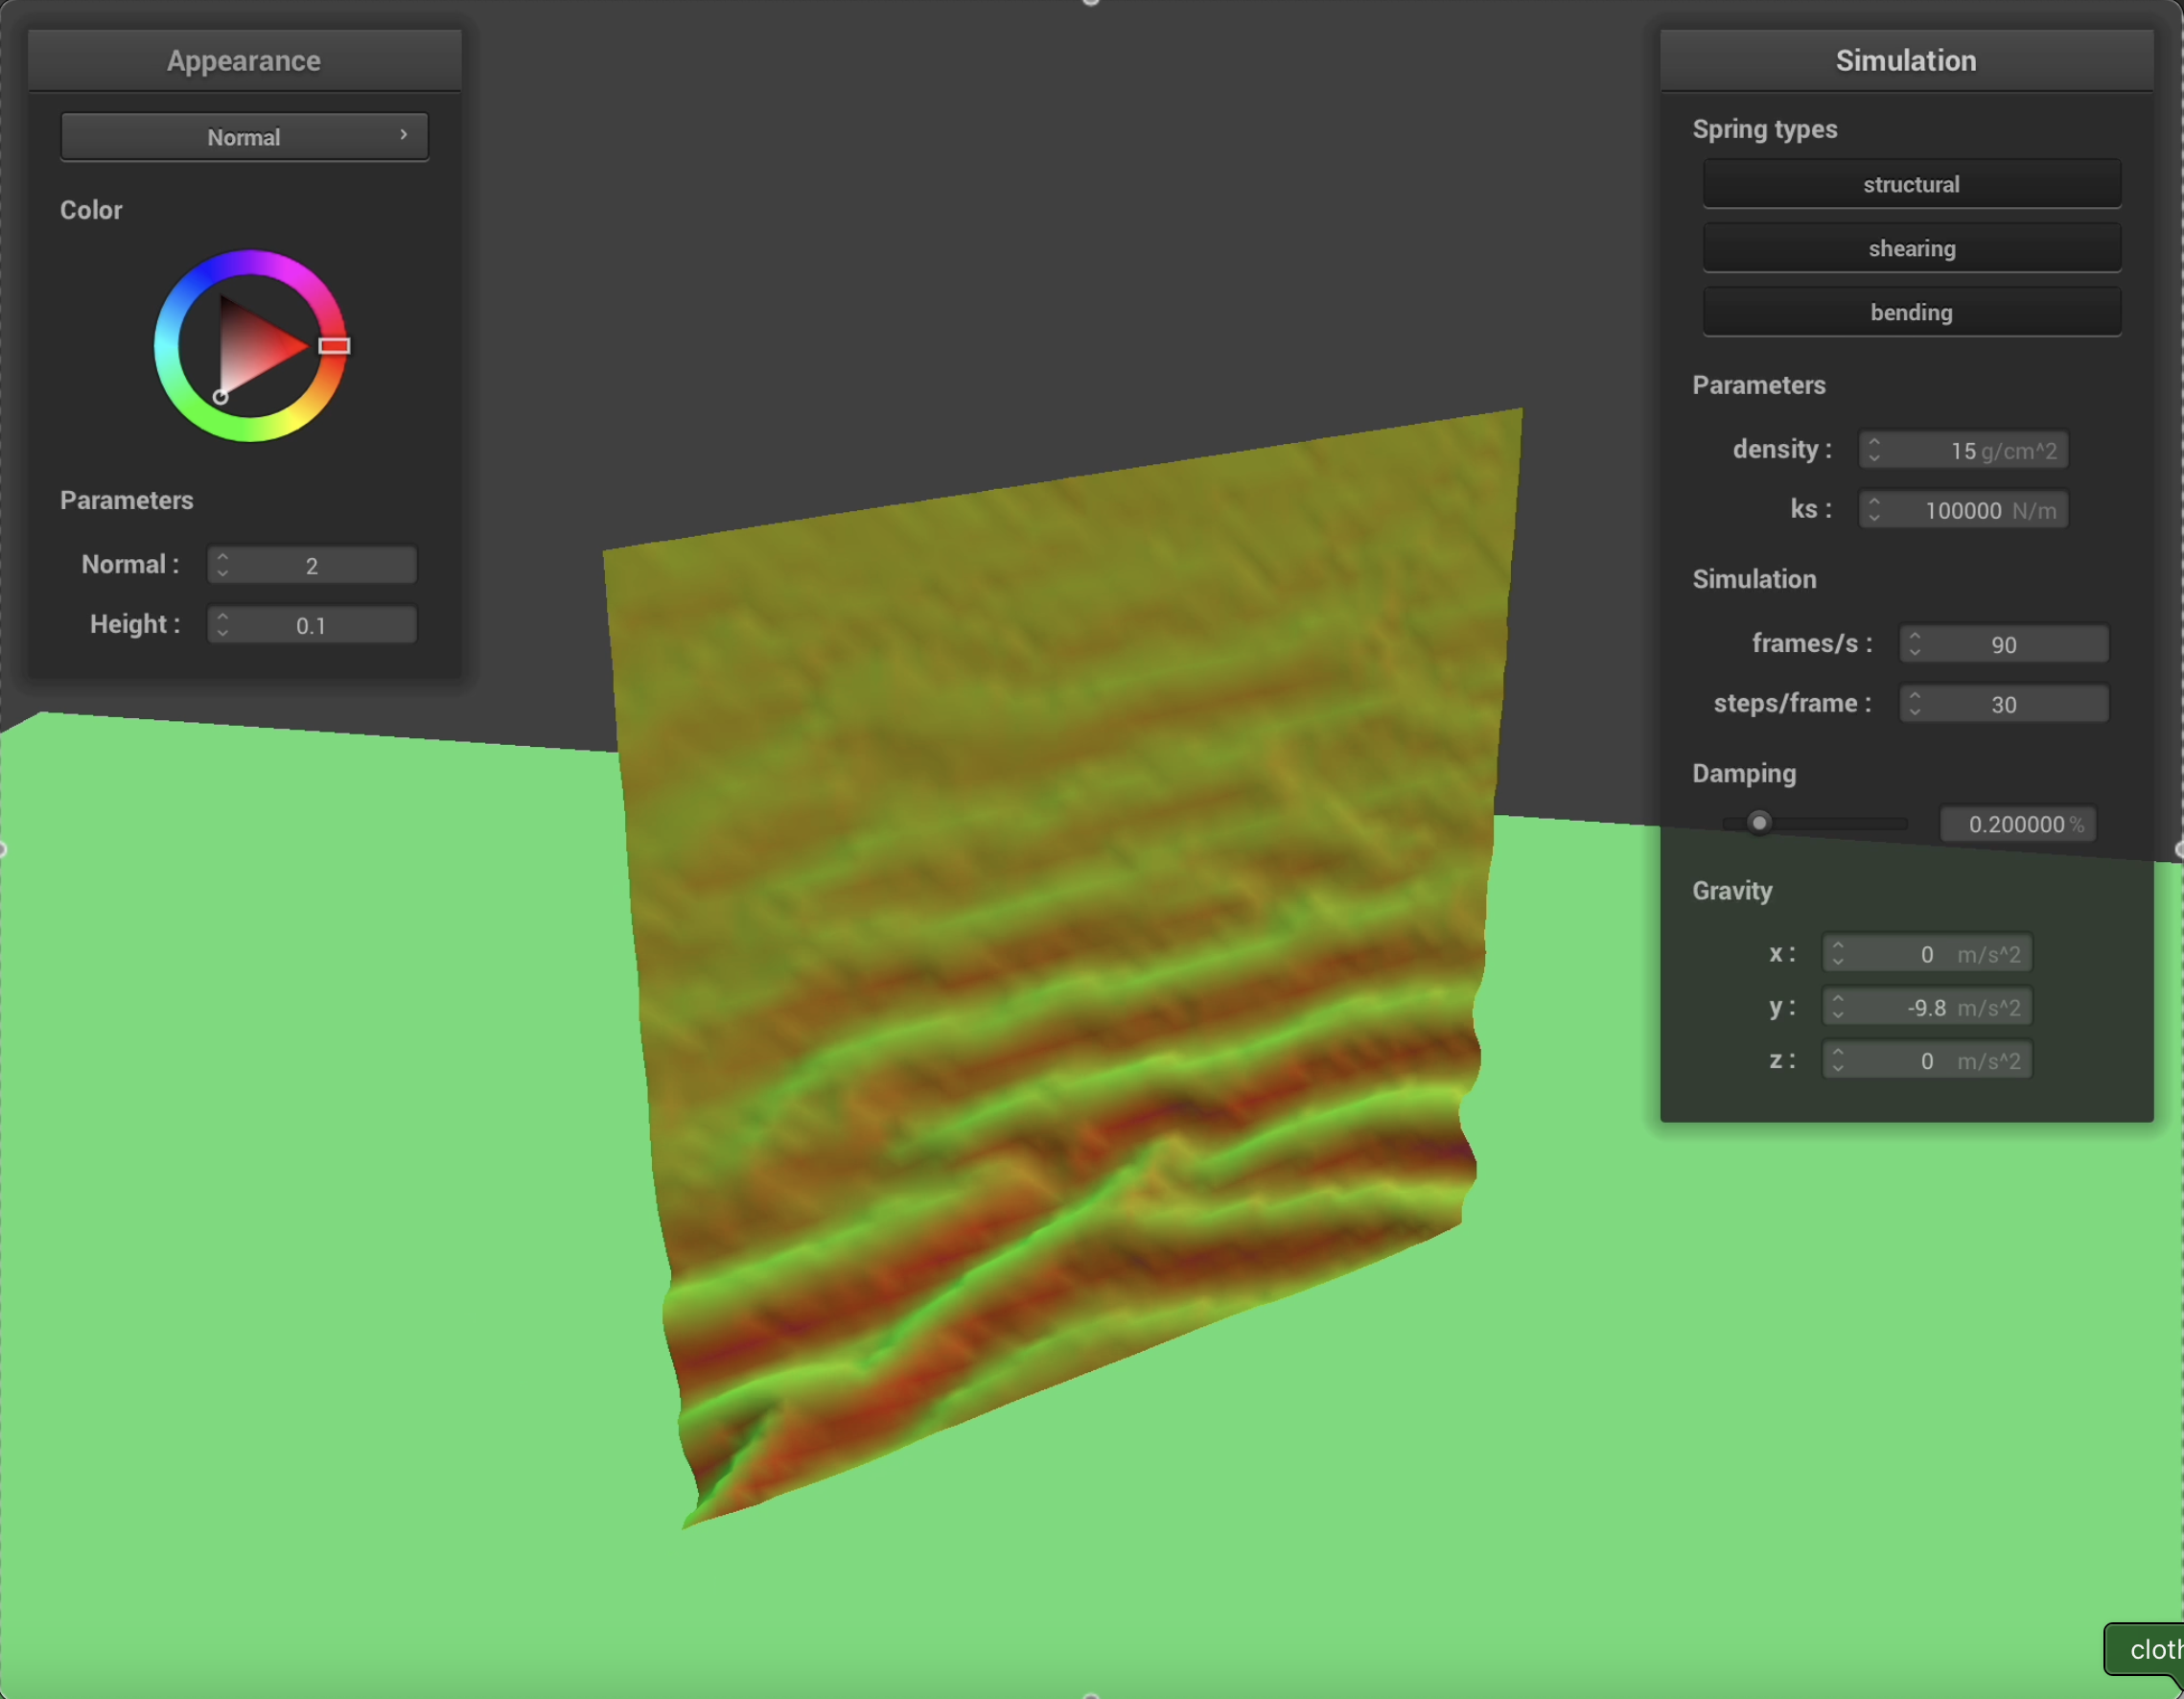 Appearance
Normal
Color
Parameters
Normal : 2
Height : 0.1
Simulation
Spring types
structural
shearing
bending
Parameters
density : 15 g/cm^2
ks : 100000 N/m
Simulation
frames/s : 90
steps/frame : 30
Damping
0.200000 %
Gravity
x : 0 m/s^2
y : -9.8 m/s^2
z : 0 m/s^2